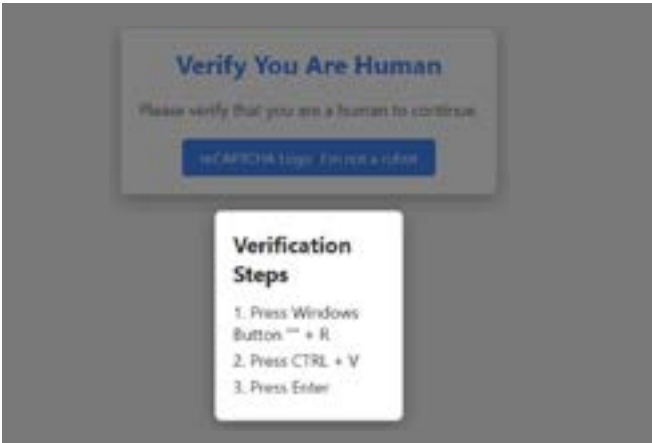 Verify You Are Human
Please verify that you are a human to continue.
reCAPTCHA Logo I'm not a robot
Verification
Steps
1. Press Windows
Button "" + R
2. Press CTRL + V
3. Press Enter